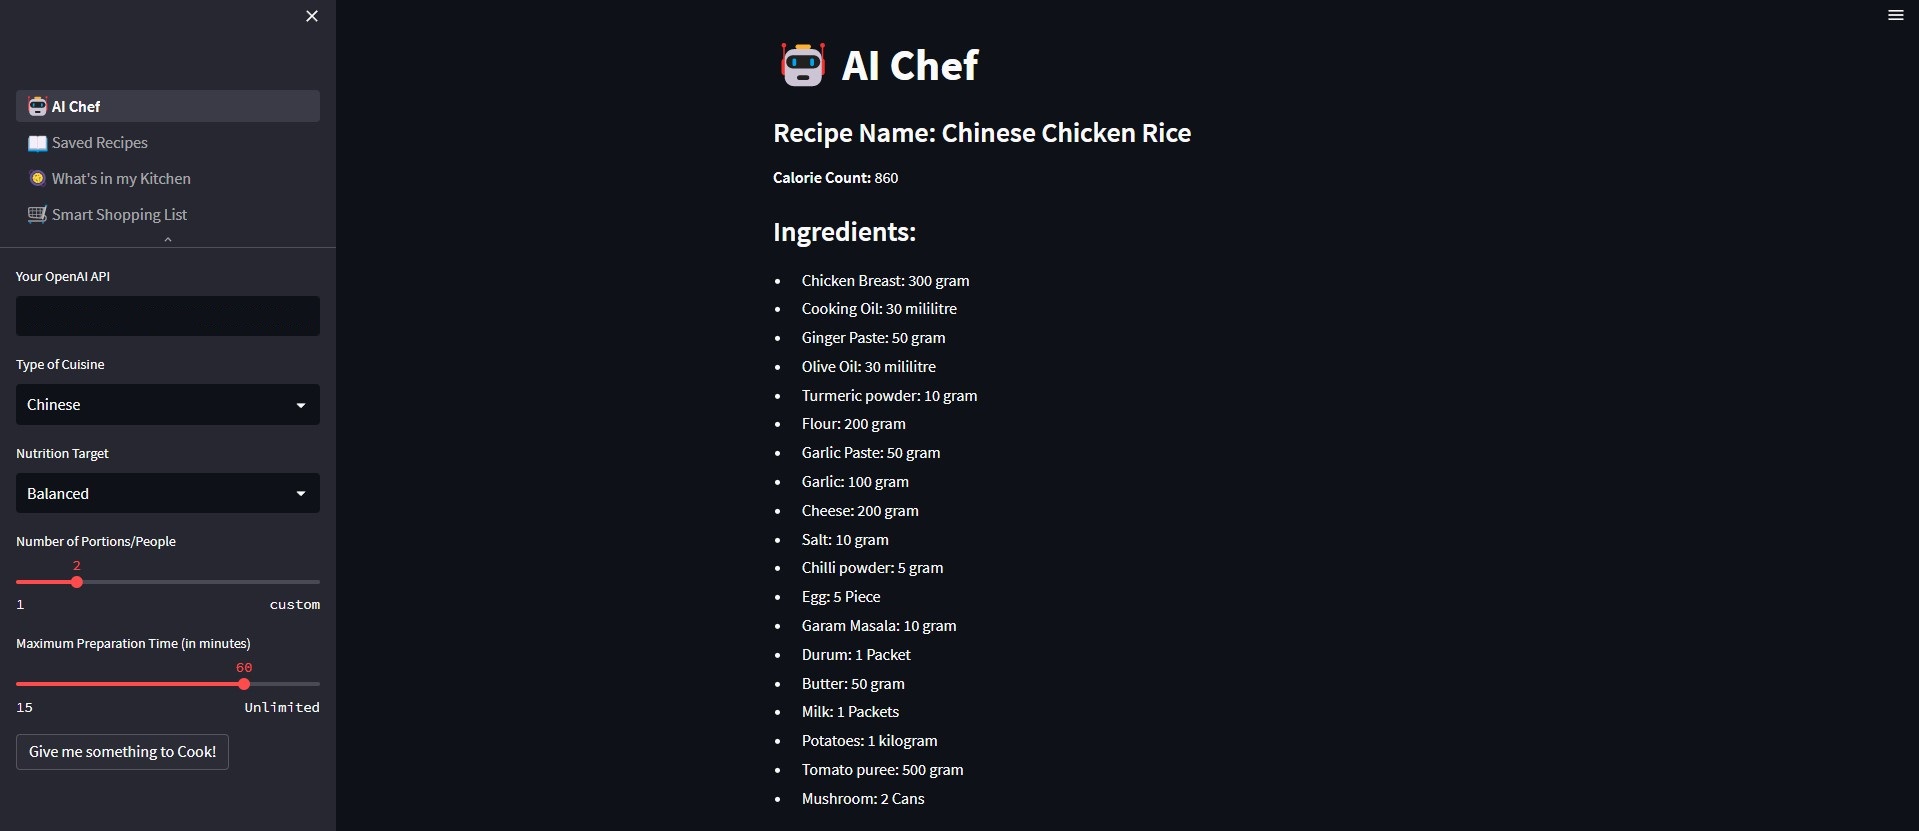 AI Chef
Saved Recipes
What's in my Kitchen
Smart Shopping List
Your OpenAI API
Type of Cuisine
Chinese
Nutrition Target
Balanced
Number of Portions/People
2
1 custom
Maximum Preparation Time (in minutes)
60
15 Unlimited
Give me something to Cook!
AI Chef
Recipe Name: Chinese Chicken Rice
Calorie Count: 860
Ingredients:
• Chicken Breast: 300 gram
• Cooking Oil: 30 mililitre
• Ginger Paste: 50 gram
• Olive Oil: 30 mililitre
• Turmeric powder: 10 gram
• Flour: 200 gram
• Garlic Paste: 50 gram
• Garlic: 100 gram
• Cheese: 200 gram
• Salt: 10 gram
• Chilli powder: 5 gram
• Egg: 5 Piece
• Garam Masala: 10 gram
• Durum: 1 Packet
• Butter: 50 gram
• Milk: 1 Packets
• Potatoes: 1 kilogram
• Tomato puree: 500 gram
• Mushroom: 2 Cans